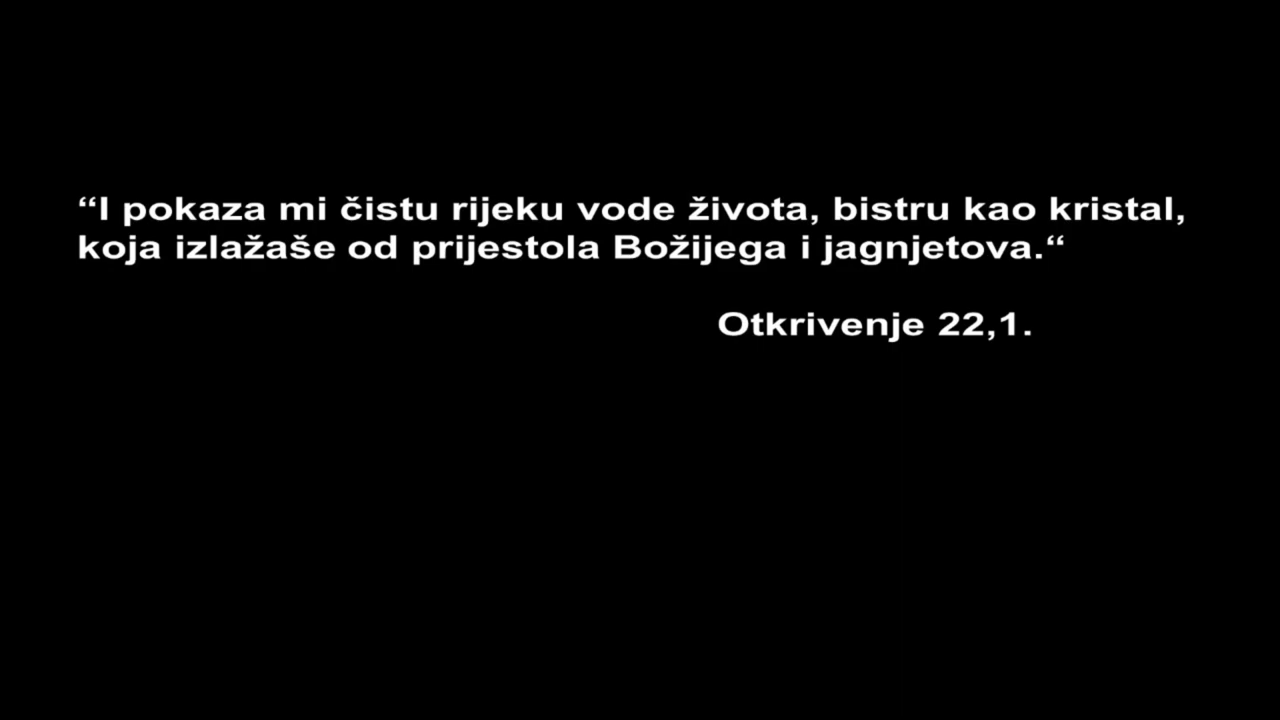 “I pokaza mi čistu rijeku vode života, bistru kao kristal,
koja izlažaše od prijestola Božijega i jagnjetova.“
Otkrivenje 22,1.